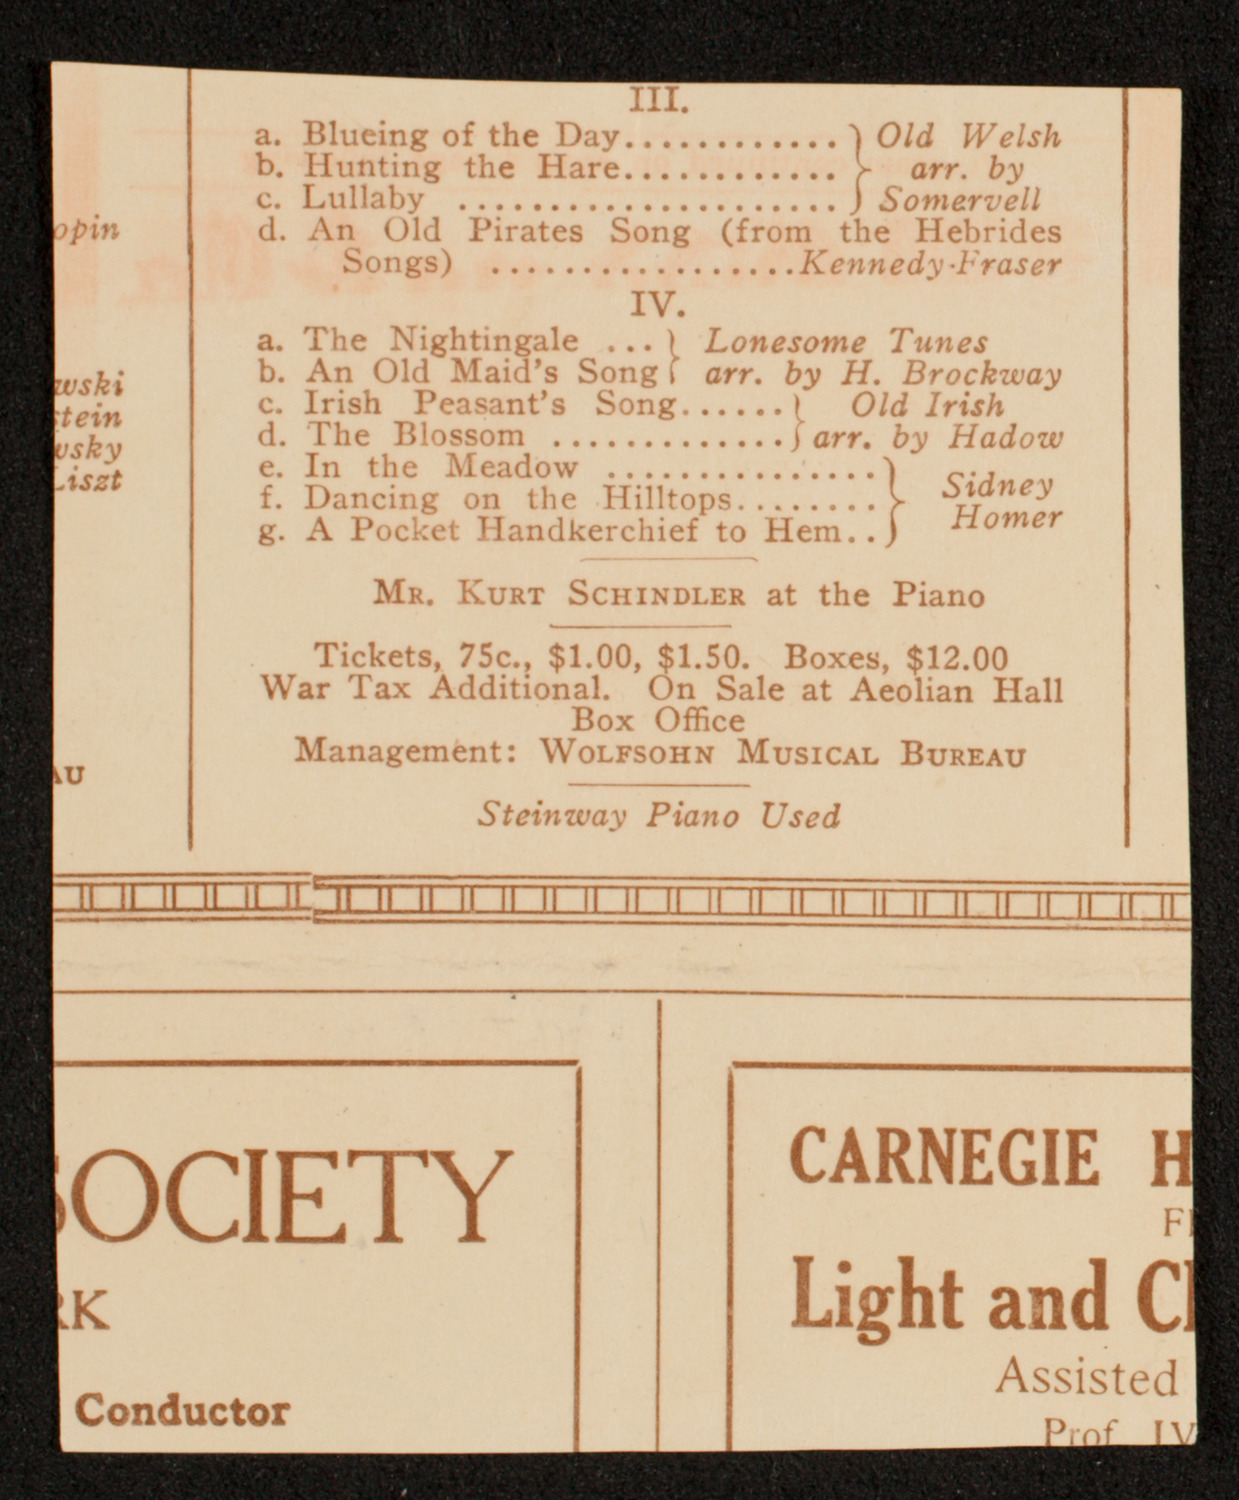 III.
a. Blueing of the Day............ } Old Welsh
b. Hunting the Hare............ } arr. by
c. Lullaby ...................... } Somervell
d. An Old Pirates Song (from the Hebrides
Songs) ..................Kennedy-Fraser
IV.
a. The Nightingale ... } Lonesome Tunes
b. An Old Maid's Song } arr. by H. Brockway
c. Irish Peasant's Song...... } Old Irish
d. The Blossom ............. } arr. by Hadow
e. In the Meadow ...............
f. Dancing on the Hilltops........ } Sidney
g. A Pocket Handkerchief to Hem.. } Homer
Mr. Kurt Schindler at the Piano
Tickets, 75c., $1.00, $1.50. Boxes, $12.00
War Tax Additional. On Sale at Aeolian Hall
Box Office
Management: Wolfsohn Musical Bureau
Steinway Piano Used
opin
wski
stein
wsky
Liszt
AU
SOCIETY
RK
Conductor
CARNEGIE H
Light and Cl
Assisted
Prof